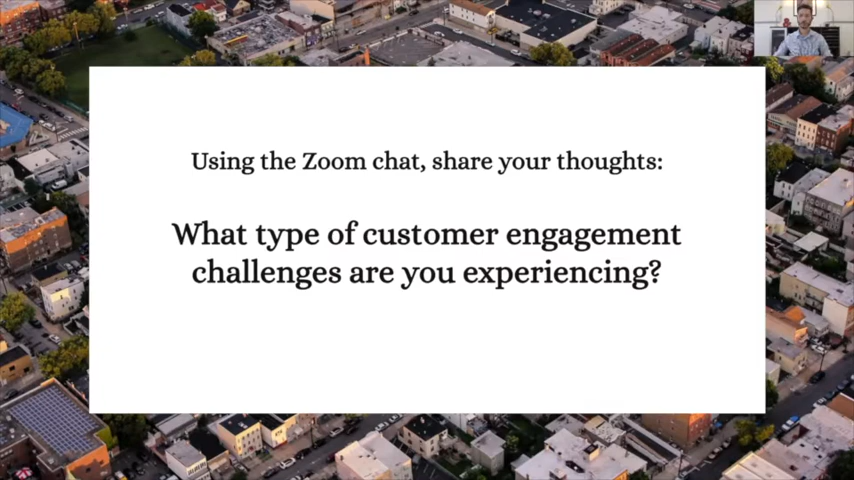 Using the Zoom chat, share your thoughts:
What type of customer engagement
challenges are you experiencing?